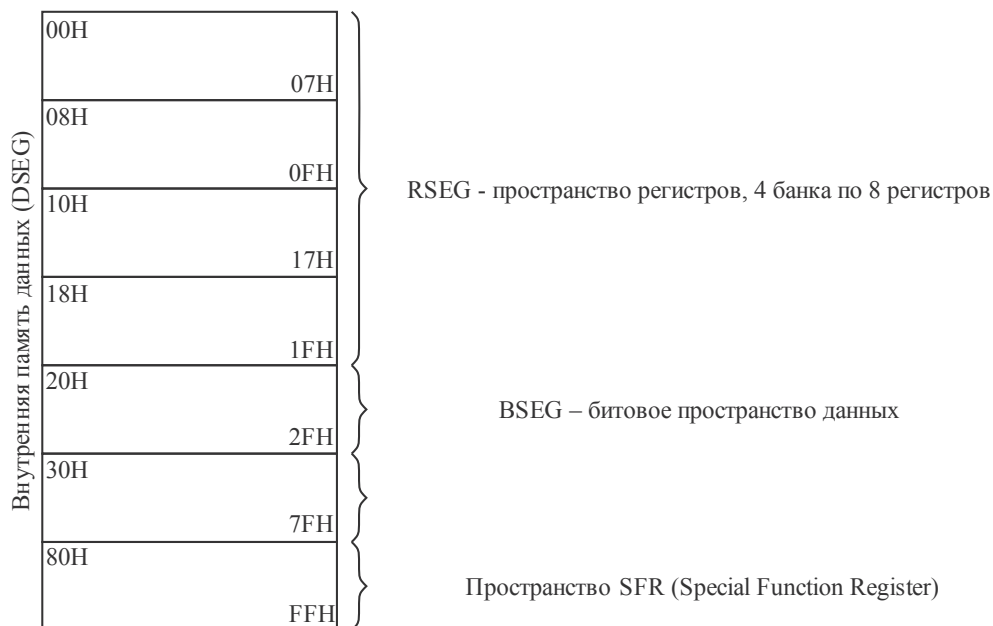 Внутренняя память данных (DSEG)
00H
07H
08H
0FH
10H
17H
18H
1FH
RSEG - пространство регистров, 4 банка по 8 регистров
20H
2FH
BSEG – битовое пространство данных
30H
7FH
80H
FFH
Пространство SFR (Special Function Register)